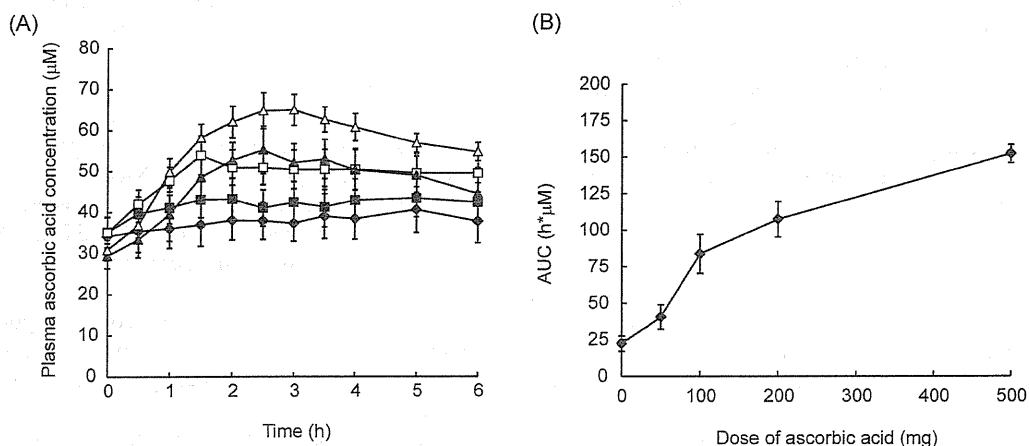 (A)
Plasma ascorbic acid concentration (μM)
80
70
60
50
40
30
20
10
0
0 1 2 3 4 5 6
Time (h)
(B)
AUC (h*μM)
200
175
150
125
100
75
50
25
0
0 100 200 300 400 500
Dose of ascorbic acid (mg)